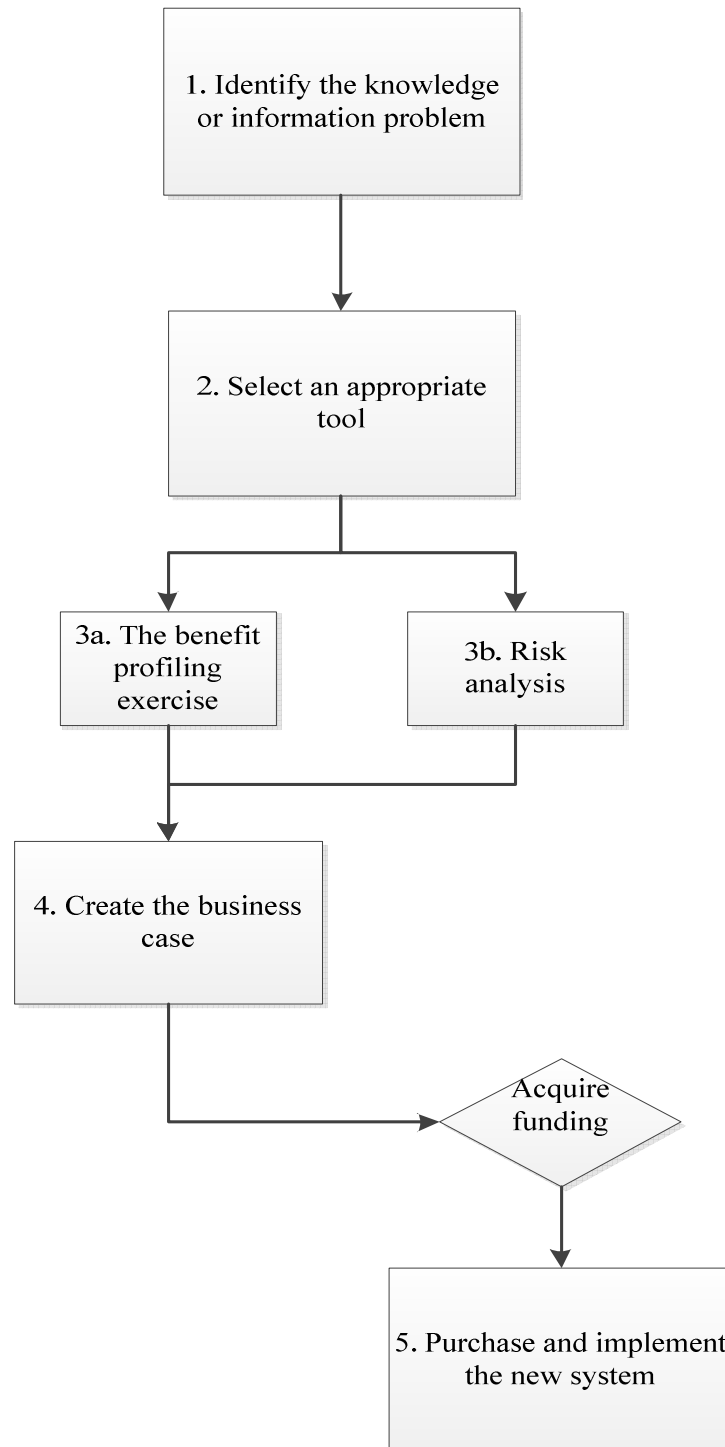 1. Identify the knowledge
or information problem
2. Select an appropriate
tool
3a. The benefit
profiling
exercise
3b. Risk
analysis
4. Create the business
case
Acquire
funding
5. Purchase and implement
the new system